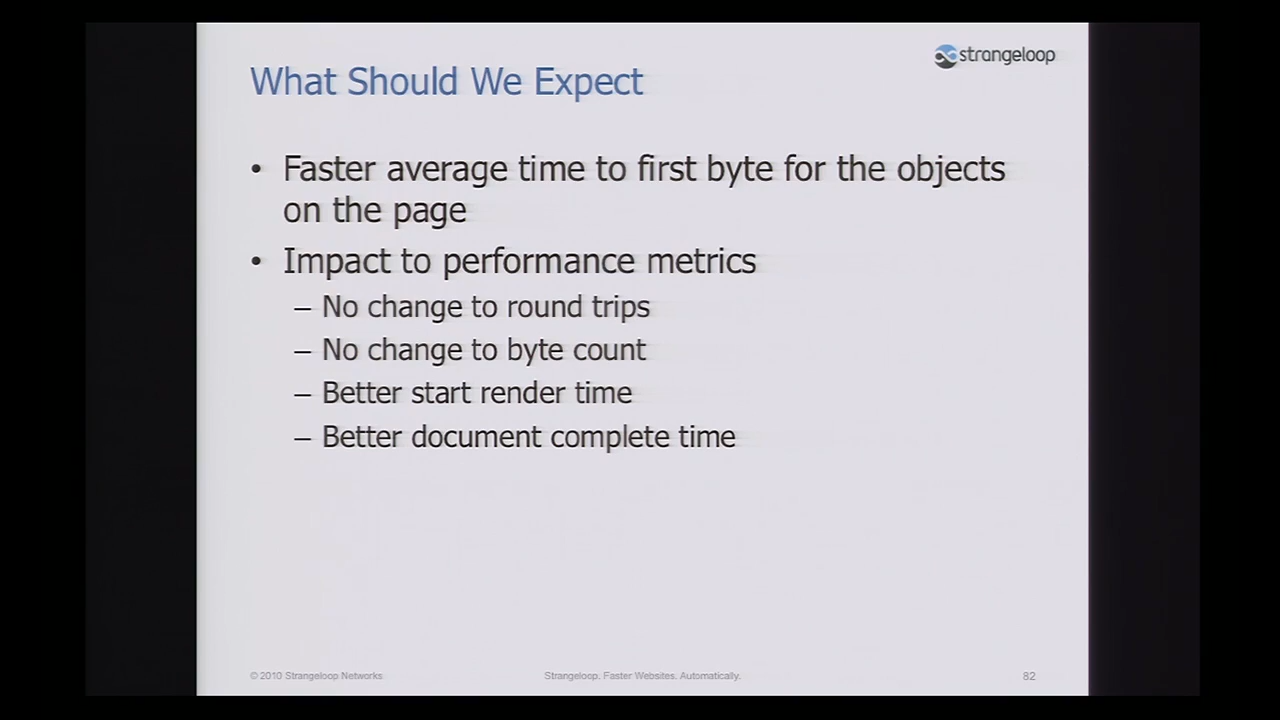 strangeloop
What Should We Expect
• Faster average time to first byte for the objects
on the page
• Impact to performance metrics
– No change to round trips
– No change to byte count
– Better start render time
– Better document complete time
© 2010 Strangeloop Networks
Strangeloop. Faster Websites. Automatically.
82